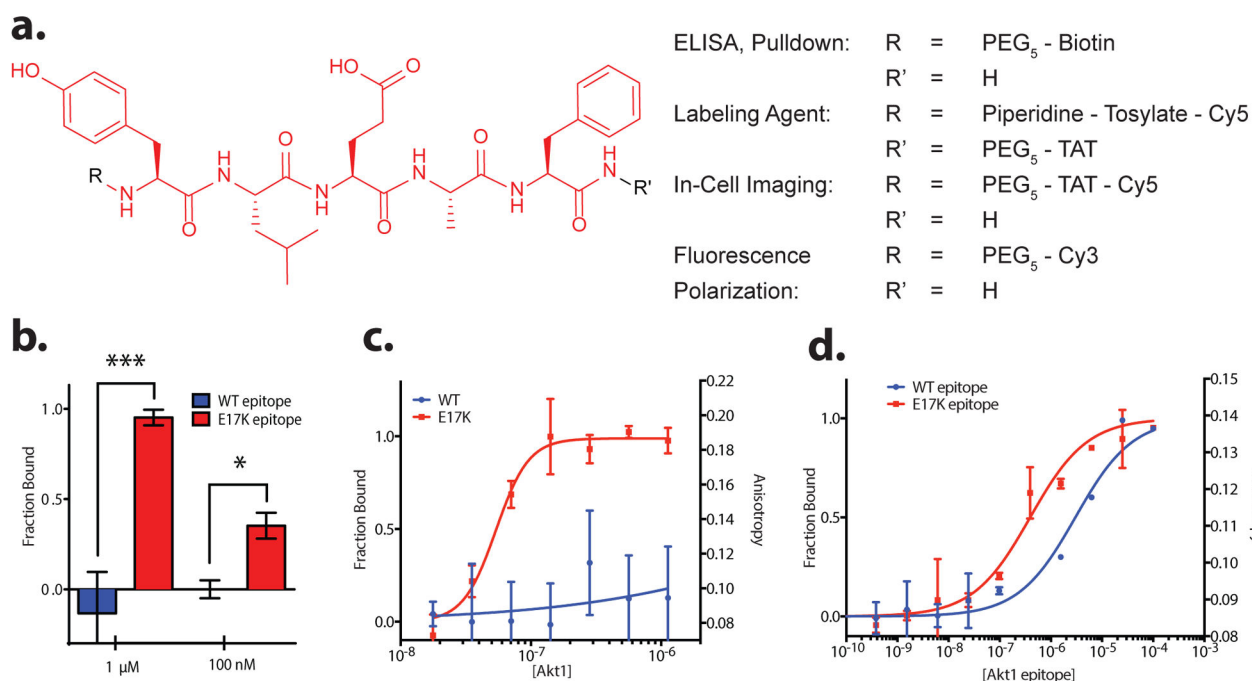 a.
HO
HO
O
O
O
O
H
N
H
N
H
N
R
N
H
N
H
N
H
R'
O
O
O
ELISA, Pulldown: R = PEG5 - Biotin
R' = H
Labeling Agent: R = Piperidine - Tosylate - Cy5
R' = PEG5 - TAT
In-Cell Imaging: R = PEG5 - TAT - Cy5
R' = H
Fluorescence R = PEG5 - Cy3
Polarization: R' = H
b.
***
WT epitope
E17K epitope
*
1.0
0.5
0.0
Fraction Bound
1 µM
100 nM
c.
WT
E17K
1.0
0.5
0.0
Fraction Bound
0.22
0.20
0.18
0.16
0.14
0.12
0.10
0.08
Anisotropy
10-8
10-7
10-6
[Akt1]
d.
WT epitope
E17K epitope
1.0
0.5
0.0
Fraction Bound
0.15
0.14
0.13
0.12
0.11
0.10
0.09
0.08
10-10
10-9
10-8
10-7
10-6
10-5
10-4
10-3
[Akt1 epitope]